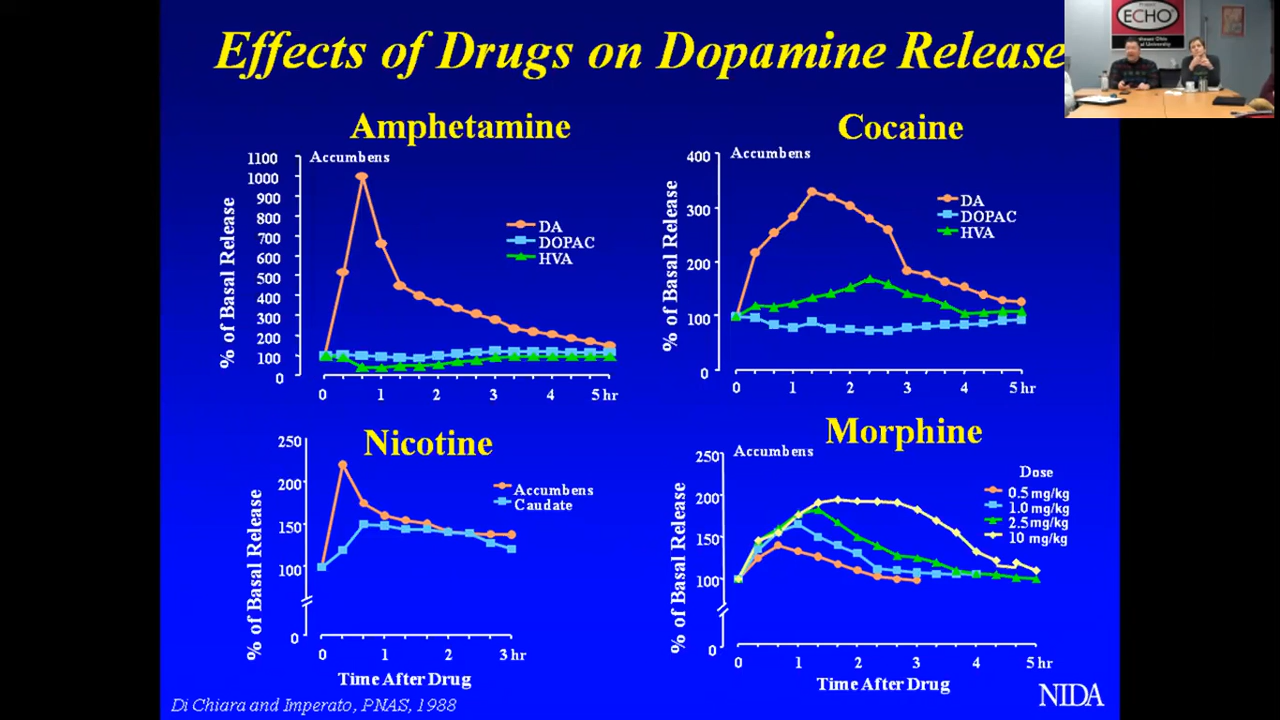 Effects of Drugs on Dopamine Release
ECHO
Amphetamine
Accumbens
1100
1000
900
800
700
600
500
400
300
200
100
0
% of Basal Release
DA
DOPAC
HVA
0 1 2 3 4 5 hr
Cocaine
Accumbens
400
300
200
100
0
% of Basal Release
DA
DOPAC
HVA
0 1 2 3 4 5 hr
Nicotine
250
200
150
100
0
% of Basal Release
Accumbens
Caudate
0 1 2 3 hr
Time After Drug
Morphine
Accumbens
250
200
150
100
0
% of Basal Release
Dose
0.5 mg/kg
1.0 mg/kg
2.5 mg/kg
10 mg/kg
0 1 2 3 4 5 hr
Time After Drug
Di Chiara and Imperato, PNAS, 1988
NIDA